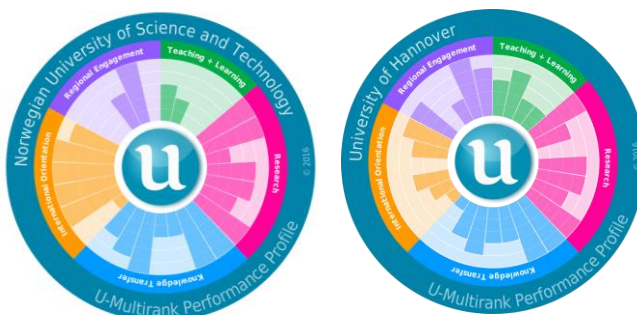 Norwegian University of Science and Technology
Regional Engagement
Teaching + Learning
Research
Knowledge Transfer
International Orientation
u
© 2016
U-Multirank Performance Profile
University of Hannover
Regional Engagement
Teaching + Learning
Research
Knowledge Transfer
International Orientation
u
© 2016
U-Multirank Performance Profile